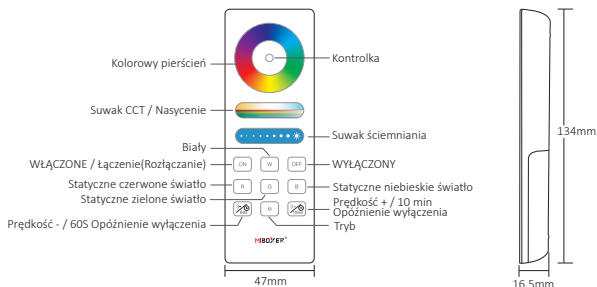 Kolorowy pierścień
Kontrolka
Suwak CCT / Nasycenie
Suwak ściemniania
134mm
Biały
WŁĄCZONE / Łączenie(Rozłączanie)
ON
W
OFF
WYŁĄCZONY
Statyczne czerwone światło
R
G
B
Statyczne niebieskie światło
Statyczne zielone światło
Prędkość + / 10 min
Opóźnienie wyłączenia
Prędkość - / 60S Opóźnienie wyłączenia
M
Tryb
MIBOXER®
47mm
16.5mm